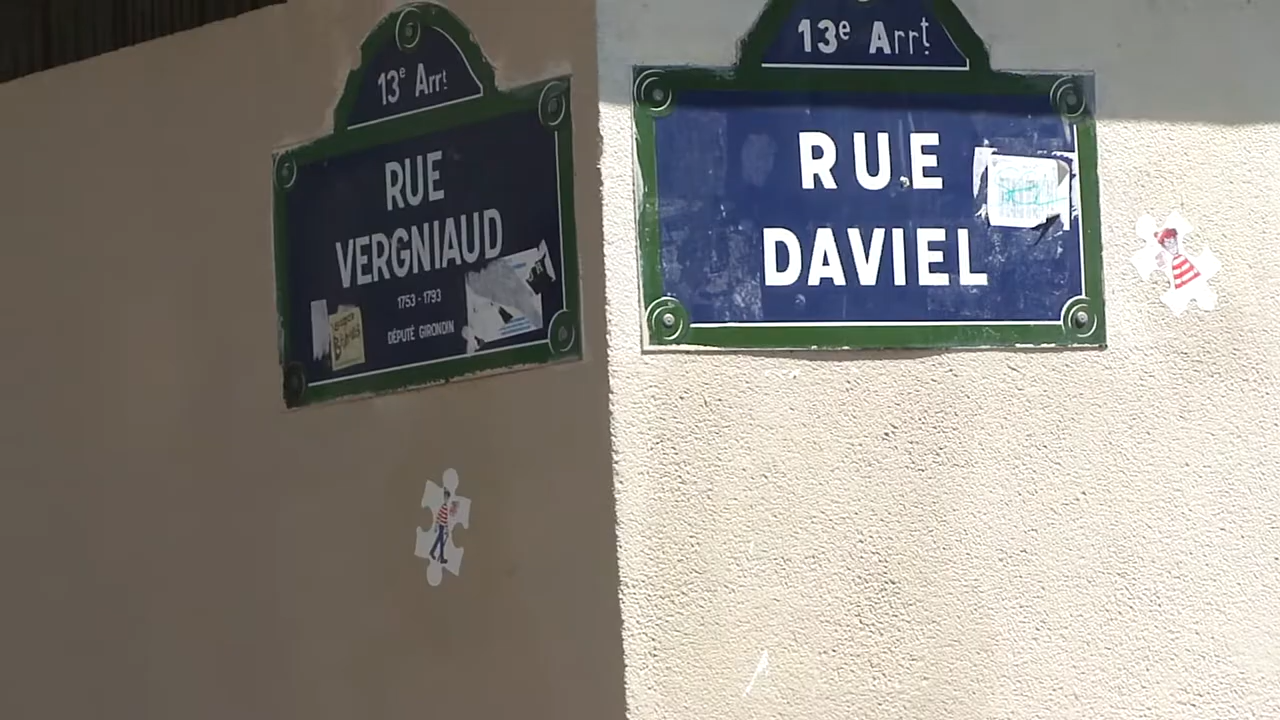 13e Arrt
RUE
VERGNIAUD
1753 - 1793
DÉPUTÉ GIRONDIN
13e Arrt
RUE
DAVIEL